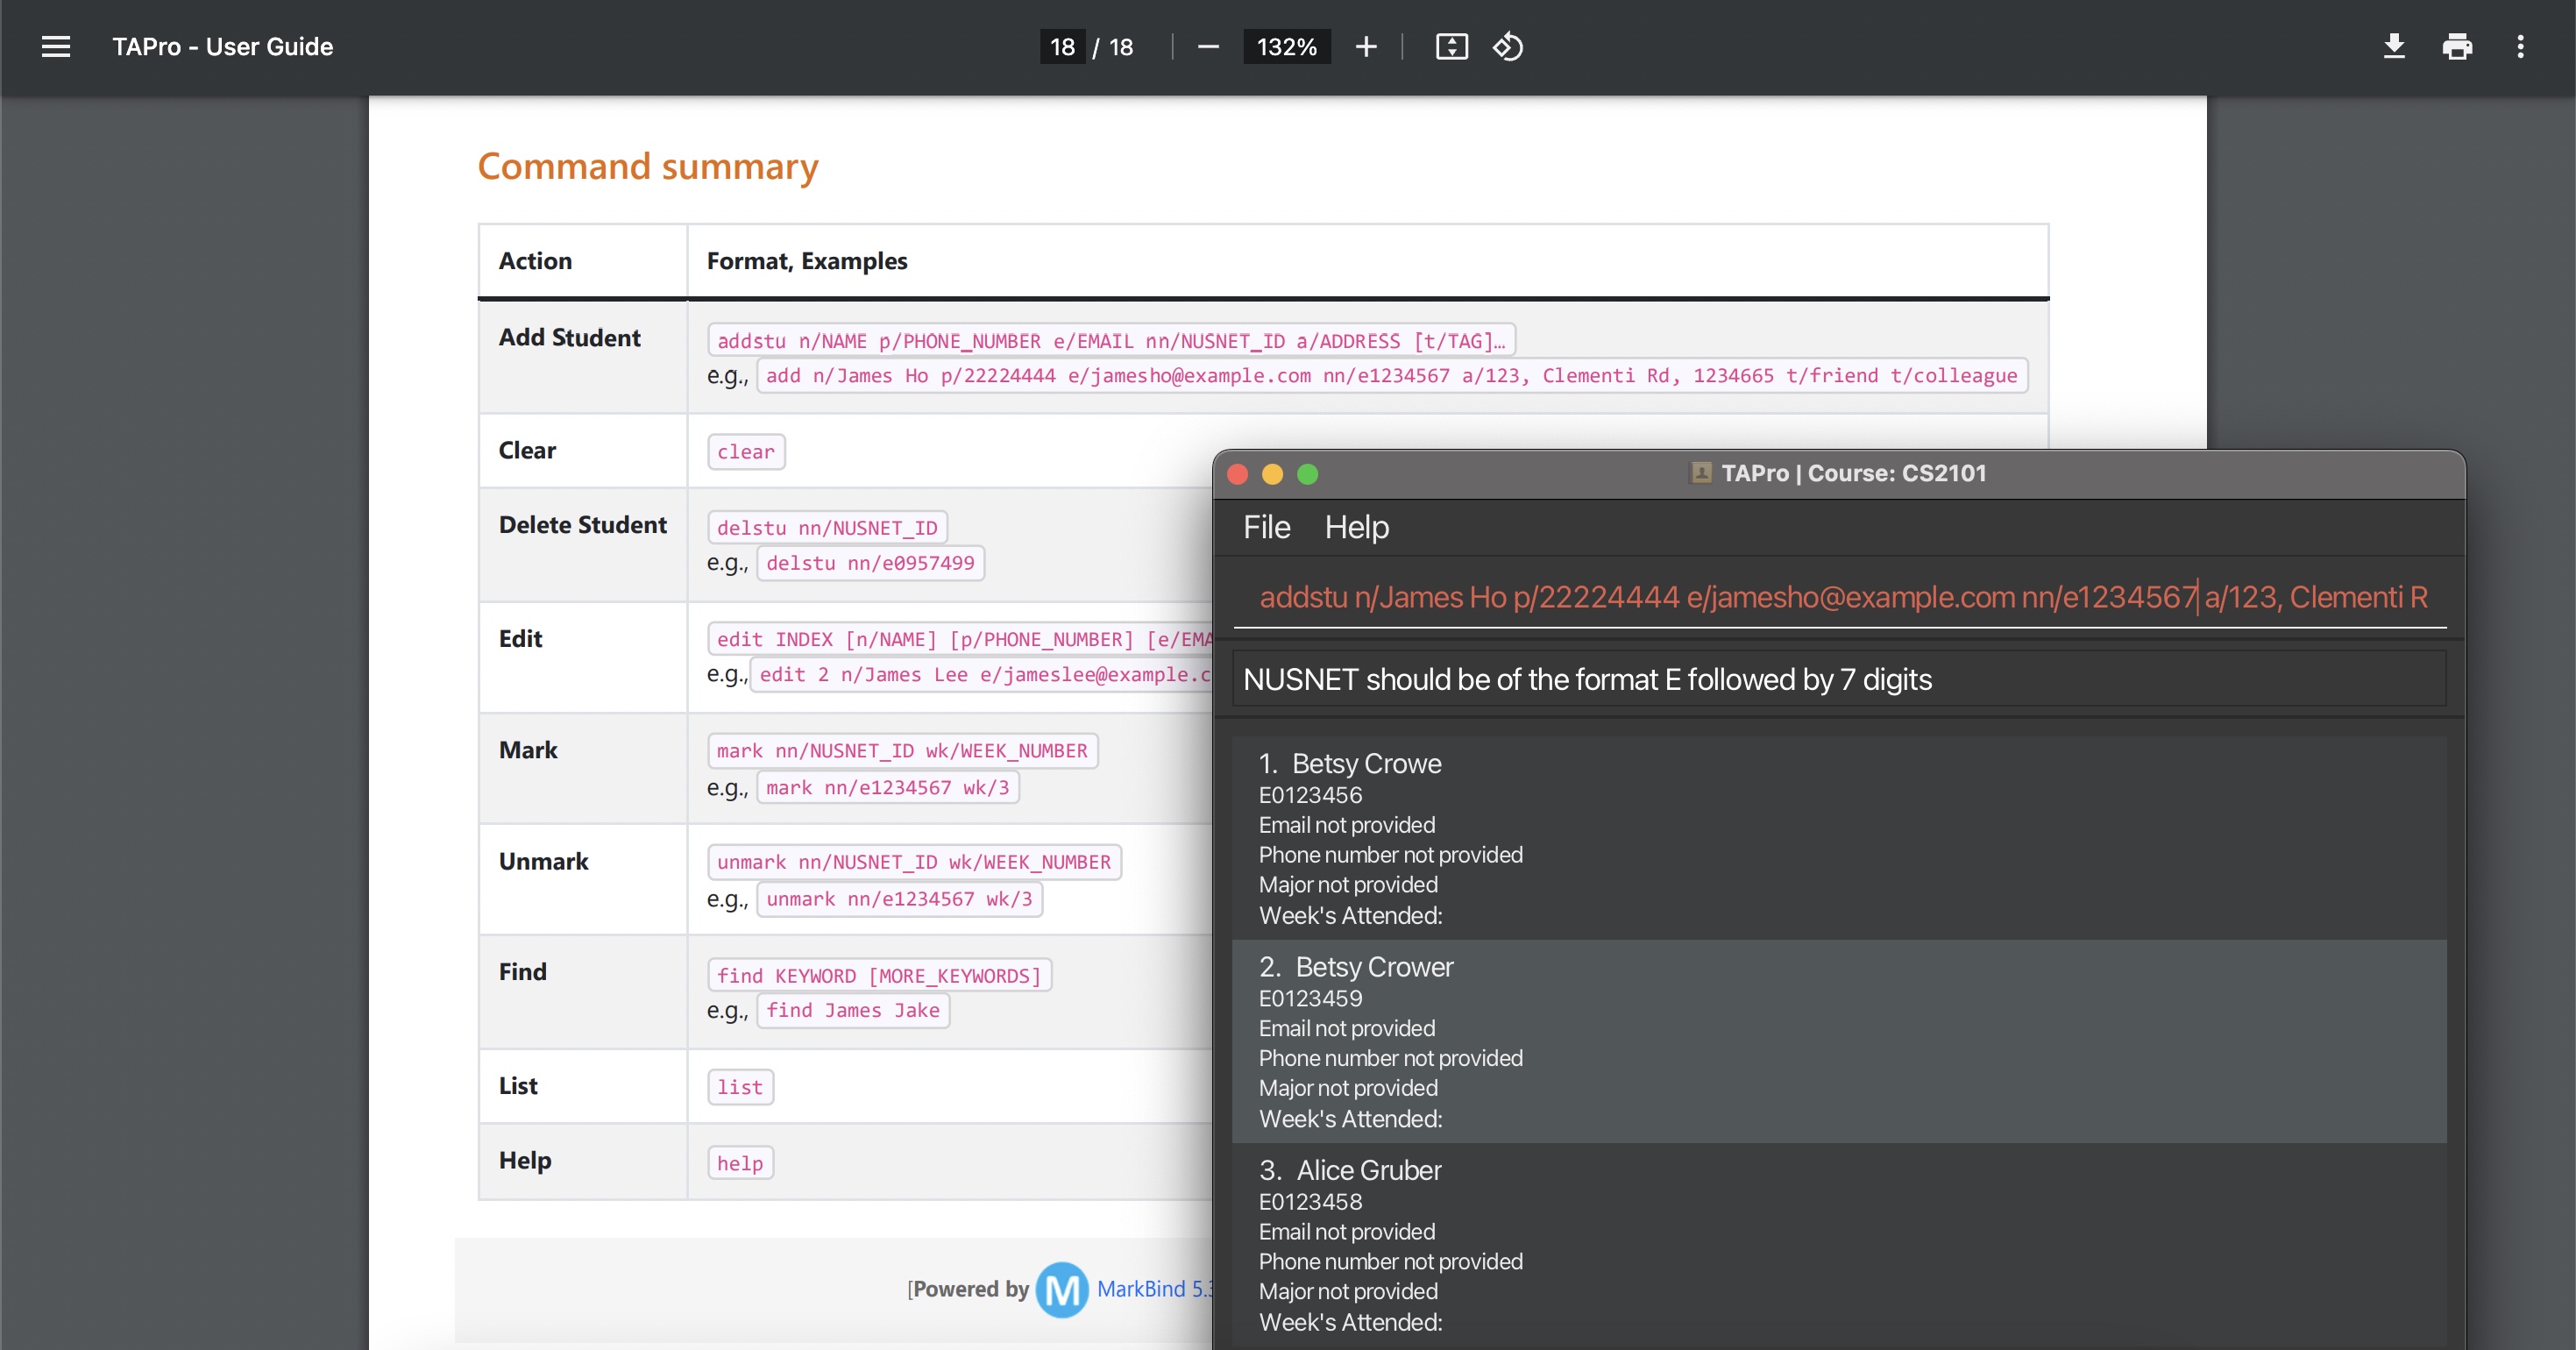 TAPro - User Guide
18 / 18
132%
Command summary
Action Format, Examples
Add Student addstu n/NAME p/PHONE_NUMBER e/EMAIL nn/NUSNET_ID a/ADDRESS [t/TAG]…
e.g., add n/James Ho p/22224444 e/jamesho@example.com nn/e1234567 a/123, Clementi Rd, 1234665 t/friend t/colleague
Clear clear
Delete Student delstu nn/NUSNET_ID
e.g., delstu nn/e0957499
Edit edit INDEX [n/NAME] [p/PHONE_NUMBER] [e/EMA
e.g., edit 2 n/James Lee e/jameslee@example.c
Mark mark nn/NUSNET_ID wk/WEEK_NUMBER
e.g., mark nn/e1234567 wk/3
Unmark unmark nn/NUSNET_ID wk/WEEK_NUMBER
e.g., unmark nn/e1234567 wk/3
Find find KEYWORD [MORE_KEYWORDS]
e.g., find James Jake
List list
Help help
[Powered by M MarkBind 5.3
TAPro | Course: CS2101
File Help
addstu n/James Ho p/22224444 e/jamesho@example.com nn/e1234567 a/123, Clementi R
NUSNET should be of the format E followed by 7 digits
1. Betsy Crowe
E0123456
Email not provided
Phone number not provided
Major not provided
Week's Attended:
2. Betsy Crower
E0123459
Email not provided
Phone number not provided
Major not provided
Week's Attended:
3. Alice Gruber
E0123458
Email not provided
Phone number not provided
Major not provided
Week's Attended: